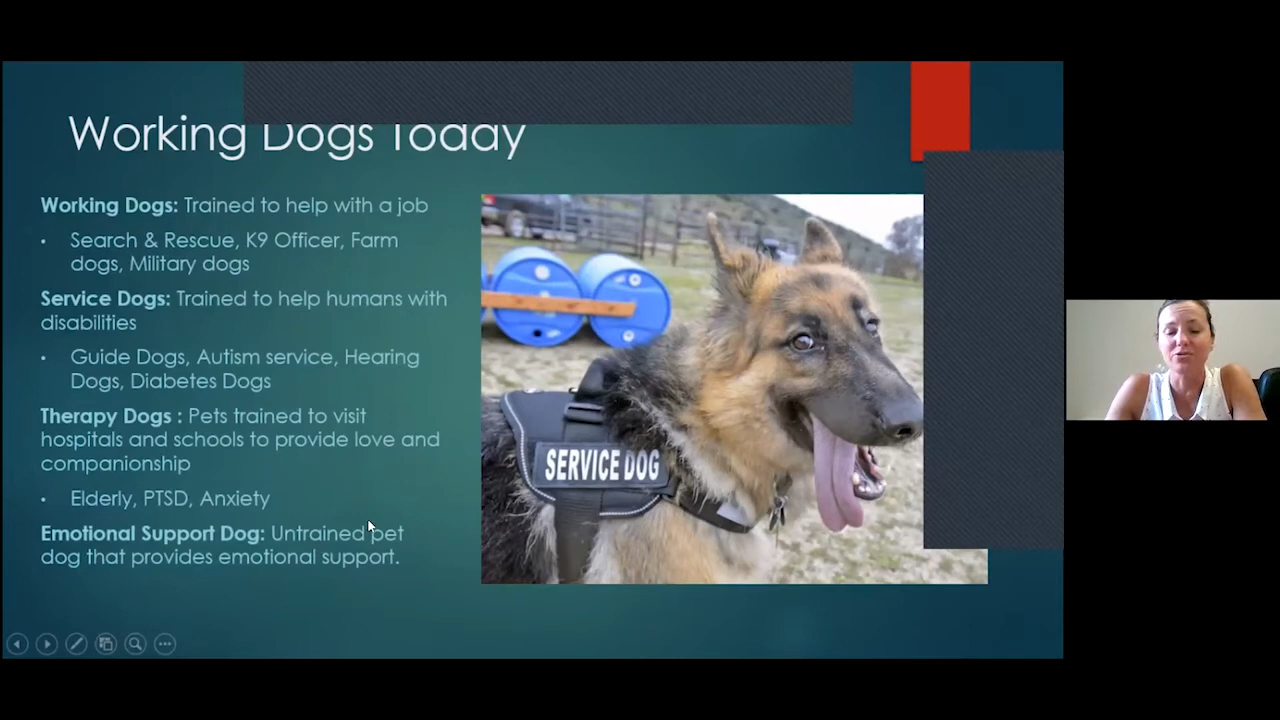 Working Dogs Today
Working Dogs: Trained to help with a job
• Search & Rescue, K9 Officer, Farm
dogs, Military dogs
Service Dogs: Trained to help humans with
disabilities
• Guide Dogs, Autism service, Hearing
Dogs, Diabetes Dogs
Therapy Dogs : Pets trained to visit
hospitals and schools to provide love and
companionship
• Elderly, PTSD, Anxiety
Emotional Support Dog: Untrained pet
dog that provides emotional support.
SERVICE DOG